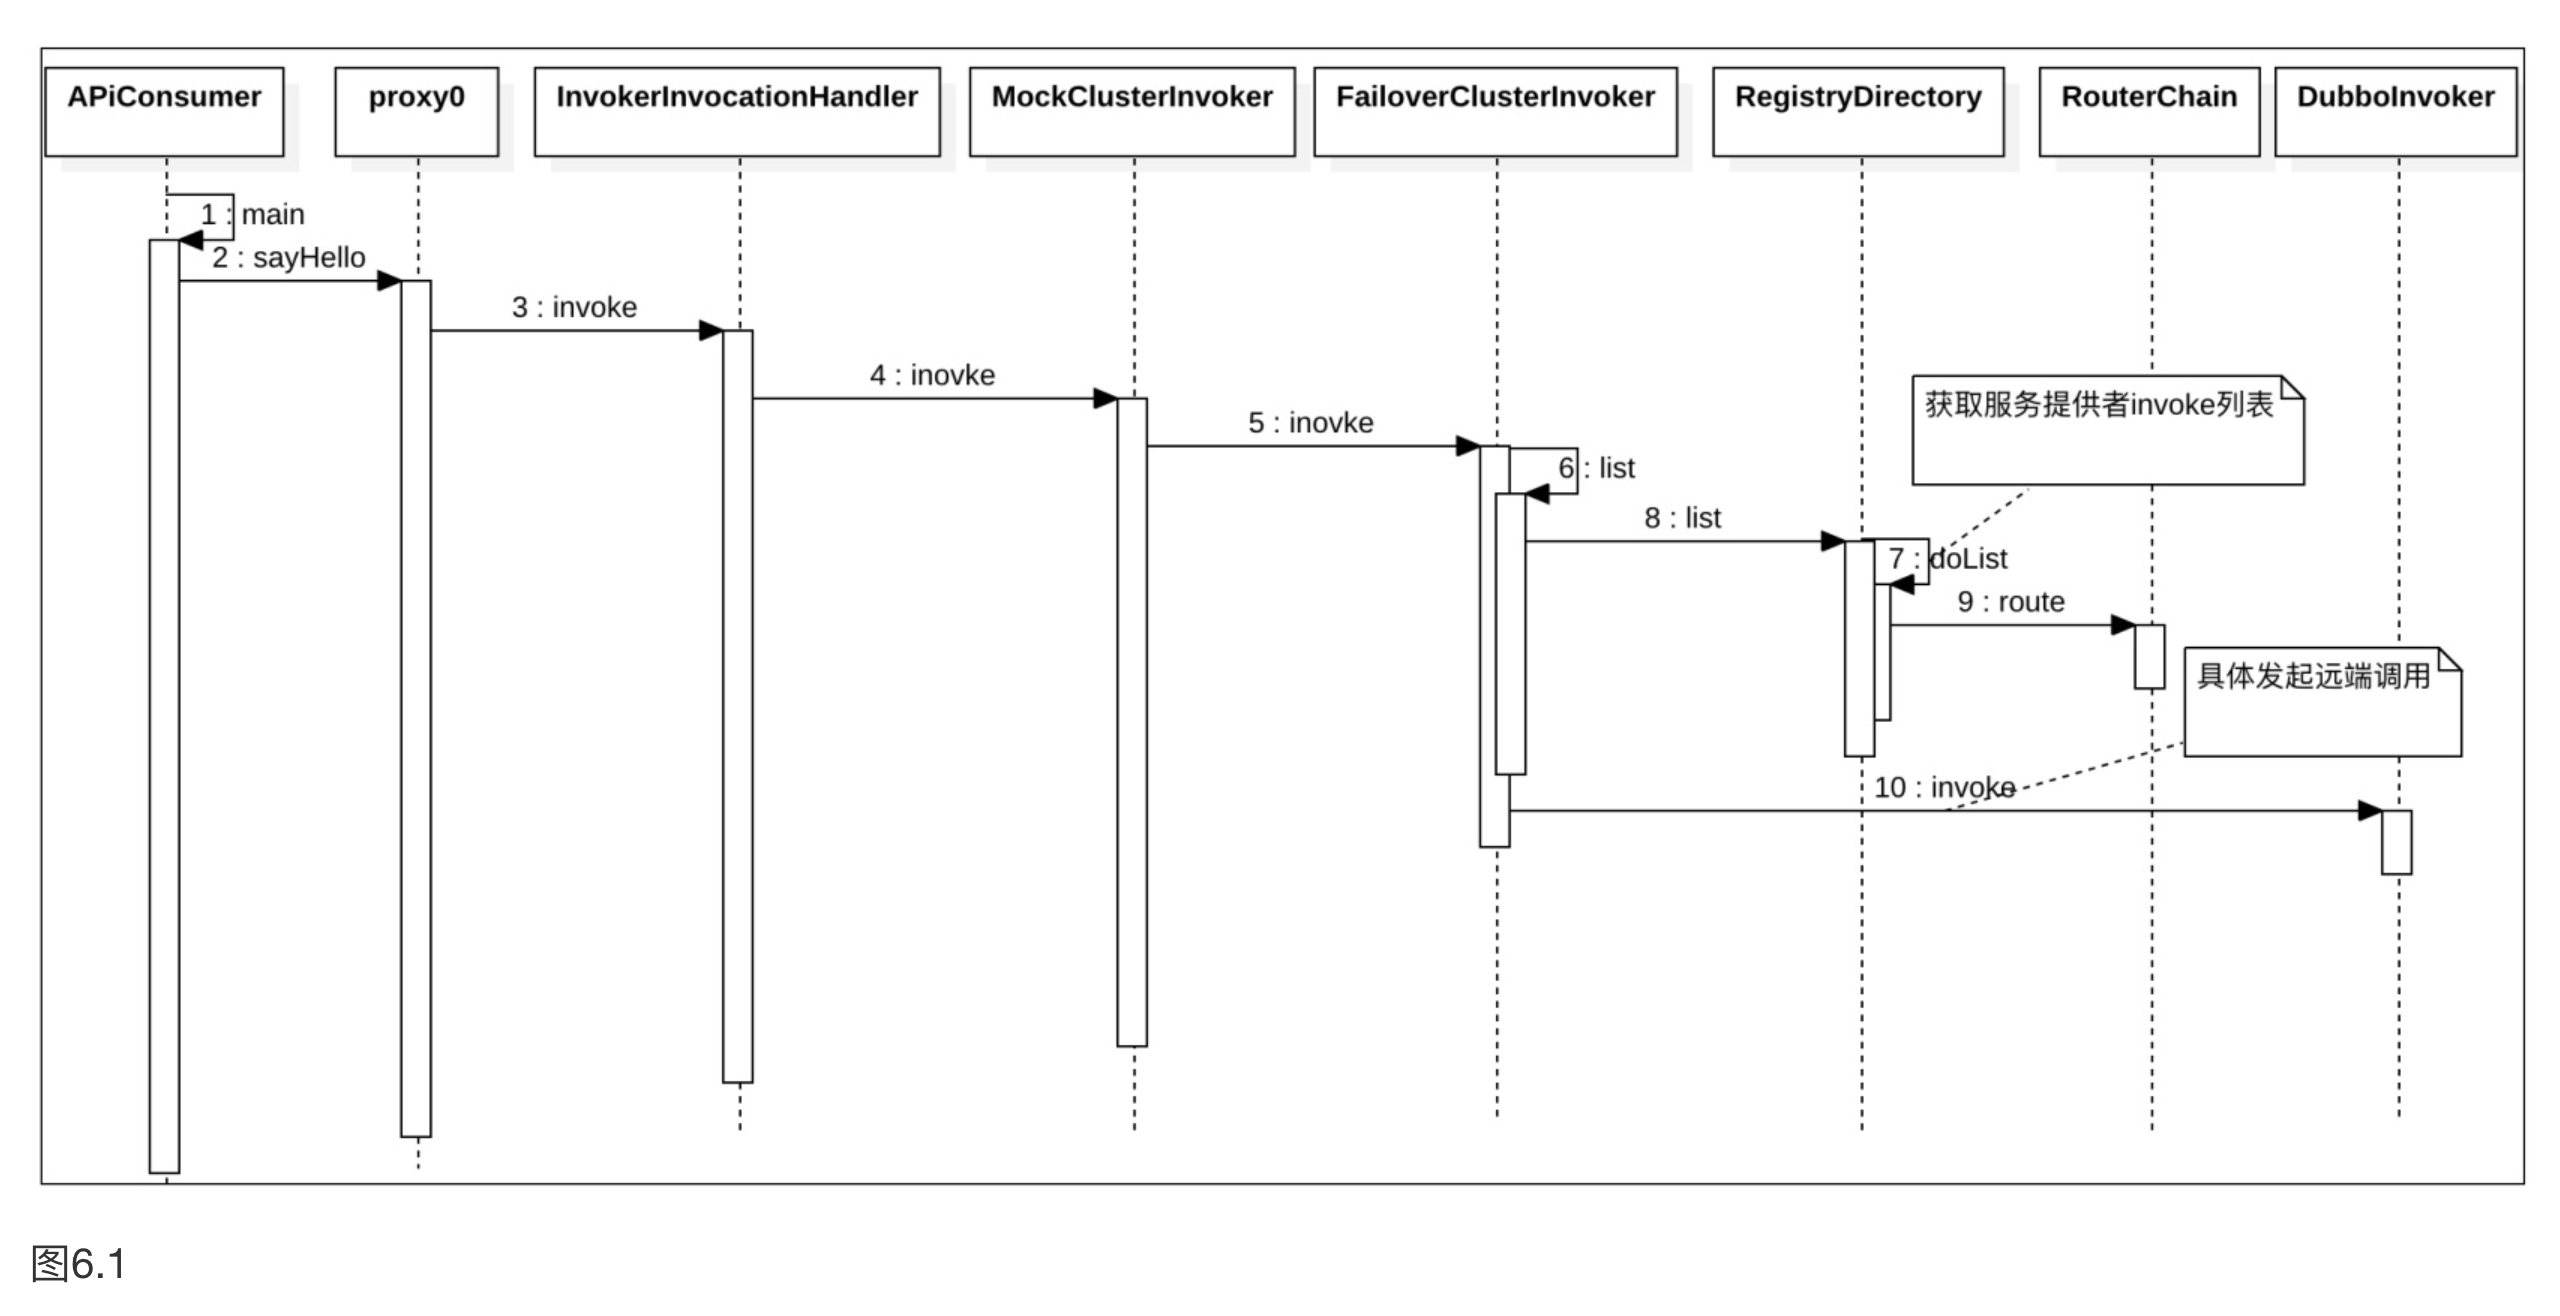 APiConsumer
proxy0
InvokerInvocationHandler
MockClusterInvoker
FailoverClusterInvoker
RegistryDirectory
RouterChain
DubboInvoker
1 : main
2 : sayHello
3 : invoke
4 : inovke
获取服务提供者invoke列表
5 : inovke
6 : list
8 : list
7 : doList
9 : route
具体发起远端调用
10 : invoke
图6.1